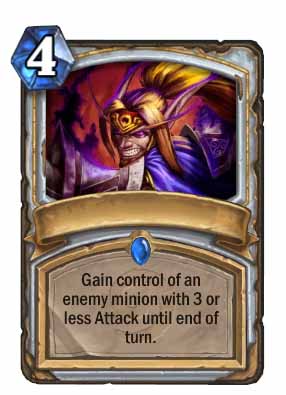 4
Gain control of an
enemy minion with 3 or
less Attack until end of
turn.